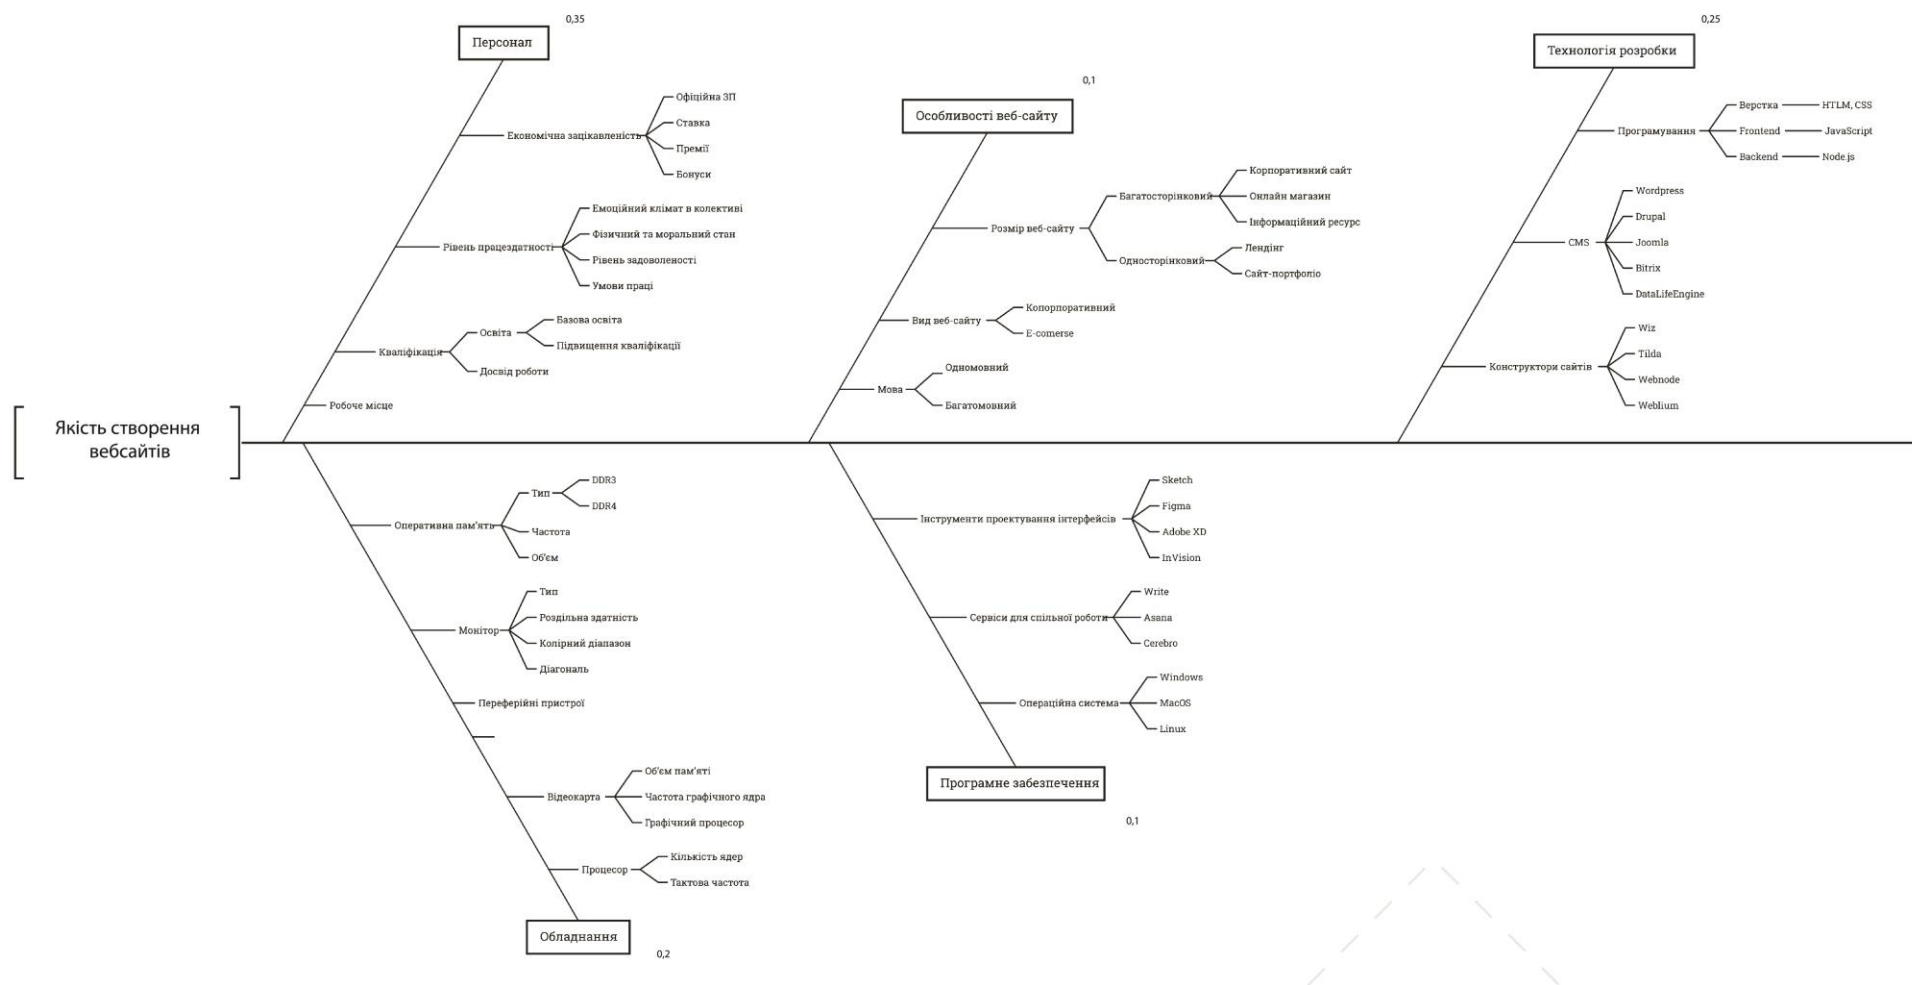 0,35
Персонал
Офіційна ЗП
Економічна зацікавленість
Ставка
Премії
Бонуси
Емоційний клімат в колективі
Фізичний та моральний стан
Рівень працездатності
Рівень задоволеності
Умови праці
Базова освіта
Освіта
Підвищення кваліфікації
Кваліфікація
Досвід роботи
Робоче місце
0,1
Особливості веб-сайту
Корпоративний сайт
Багатосторінковий
Онлайн магазин
Інформаційний ресурс
Розмір веб-сайту
Лендінг
Односторінковий
Сайт-портфоліо
Копорпоративний
Вид веб-сайту
E-comerse
Одномовний
Мова
Багатомовний
0,25
Технологія розробки
Верстка
HTLM, CSS
Програмування
Frontend
JavaScript
Backend
Node.js
Wordpress
Drupal
CMS
Joomla
Bitrix
DataLifeEngine
Wiz
Tilda
Конструктори сайтів
Webnode
Weblium
Якість створення
вебсайтів
DDR3
Тип
DDR4
Оперативна пам'ять
Частота
Об'єм
Тип
Роздільна здатність
Монітор
Колірний діапазон
Діагональ
Переферійні пристрої
Об'єм пам'яті
Відеокарта
Частота графічного ядра
Графічний процесор
Кількість ядер
Процесор
Тактова частота
Обладнання
0,2
Sketch
Figma
Інструменти проектування інтерфейсів
Adobe XD
InVision
Write
Сервіси для спільної роботи
Asana
Cerebro
Windows
Операційна система
MacOS
Linux
Програмне забезпечення
0,1